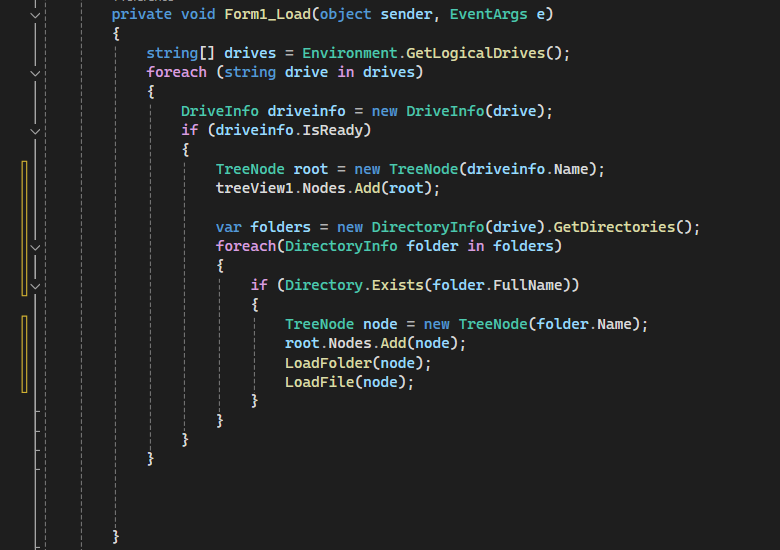 private void Form1_Load(object sender, EventArgs e)
{
string[] drives = Environment.GetLogicalDrives();
foreach (string drive in drives)
{
DriveInfo driveinfo = new DriveInfo(drive);
if (driveinfo.IsReady)
{
TreeNode root = new TreeNode(driveinfo.Name);
treeView1.Nodes.Add(root);
var folders = new DirectoryInfo(drive).GetDirectories();
foreach(DirectoryInfo folder in folders)
{
if (Directory.Exists(folder.FullName))
{
TreeNode node = new TreeNode(folder.Name);
root.Nodes.Add(node);
LoadFolder(node);
LoadFile(node);
}
}
}
}
}